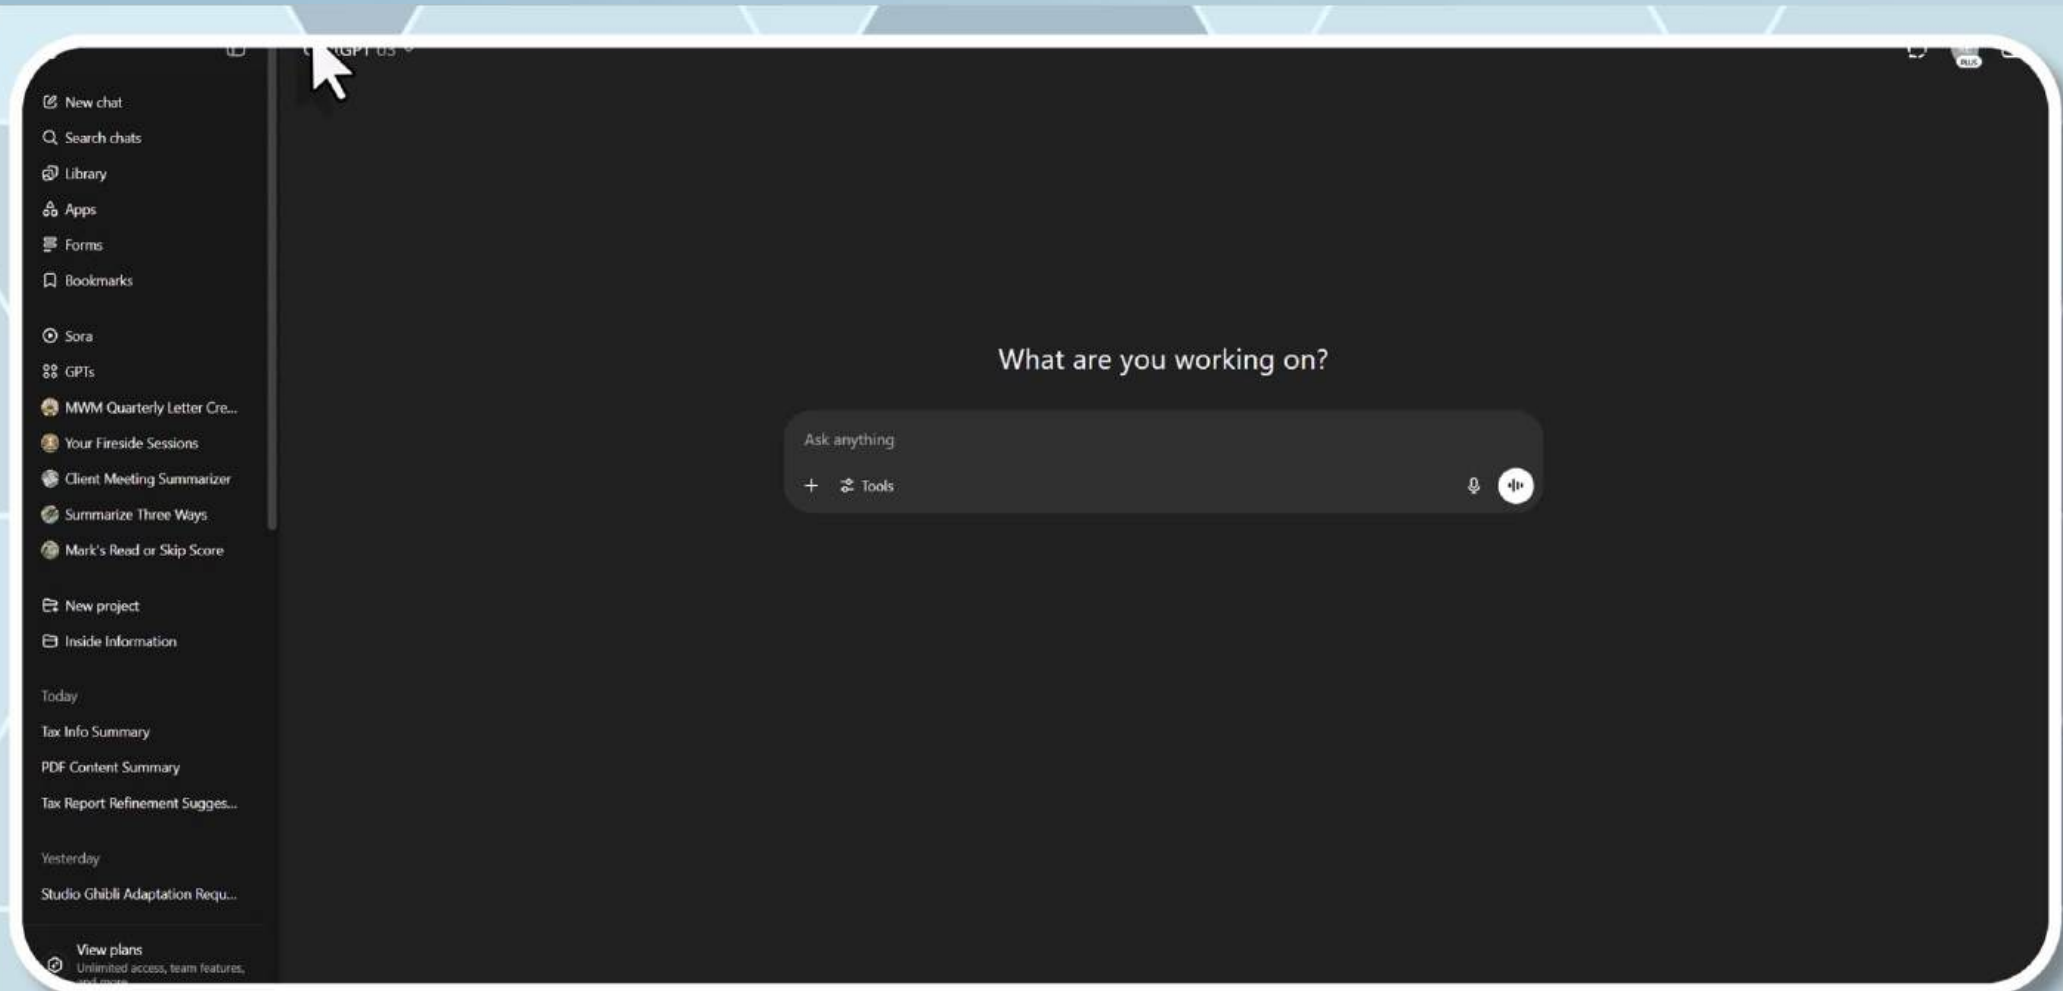 New chat
Search chats
Library
Apps
Forms
Bookmarks
Sora
GPTs
MWM Quarterly Letter Cre...
Your Fireside Sessions
Client Meeting Summarizer
Summarize Three Ways
Mark's Read or Skip Score
New project
Inside Information
Today
Tax Info Summary
PDF Content Summary
Tax Report Refinement Sugges...
Yesterday
Studio Ghibli Adaptation Requ...
View plans
Unlimited access, team features,
and more
PLUS
What are you working on?
Ask anything
Tools